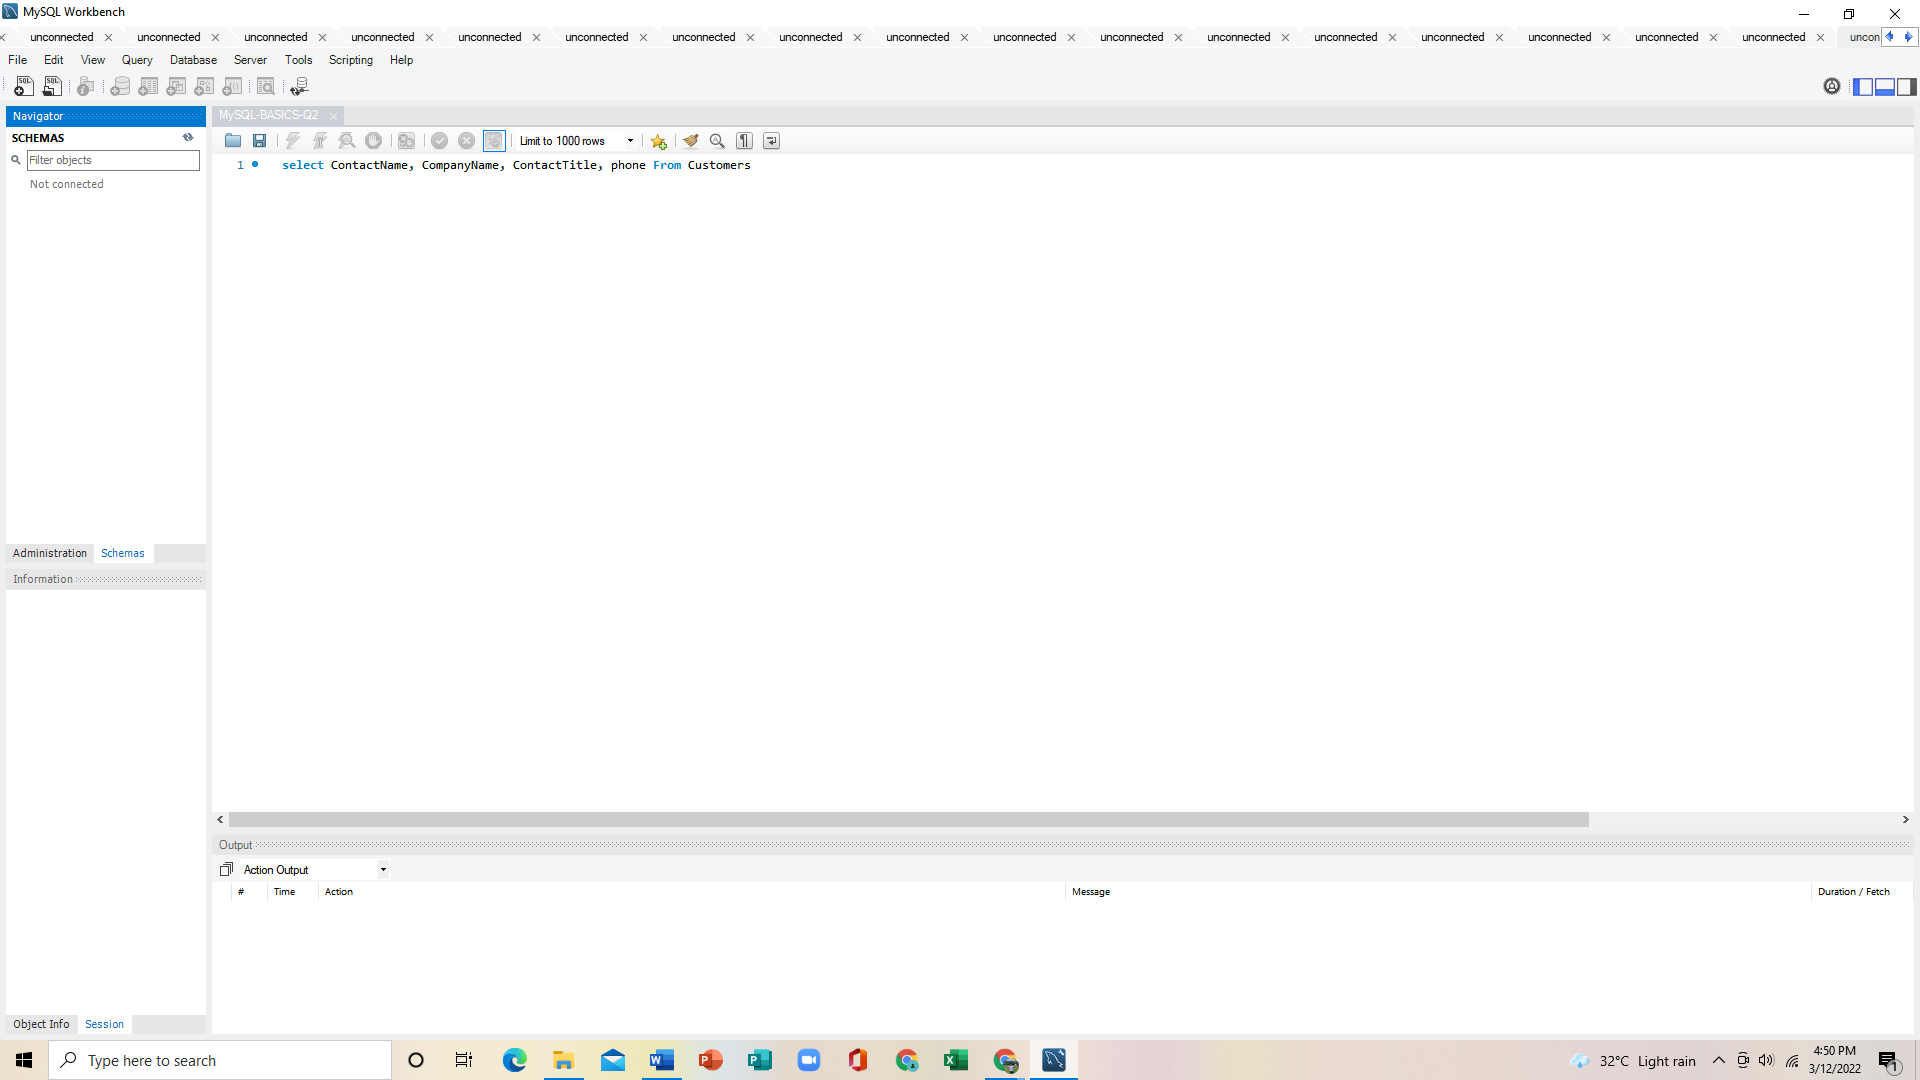 MySQL Workbench
unconnected unconnected unconnected unconnected unconnected unconnected unconnected unconnected unconnected unconnected unconnected unconnected unconnected unconnected unconnected unconnected unconnected uncon
File Edit View Query Database Server Tools Scripting Help
Navigator
SCHEMAS
Filter objects
Not connected
Administration Schemas
Information
Object Info Session
MySQL-BASICS-Q2
Limit to 1000 rows
1 select ContactName, CompanyName, ContactTitle, phone From Customers
Output
Action Output
# Time Action Message Duration / Fetch
Type here to search
32°C Light rain
4:50 PM
3/12/2022
1